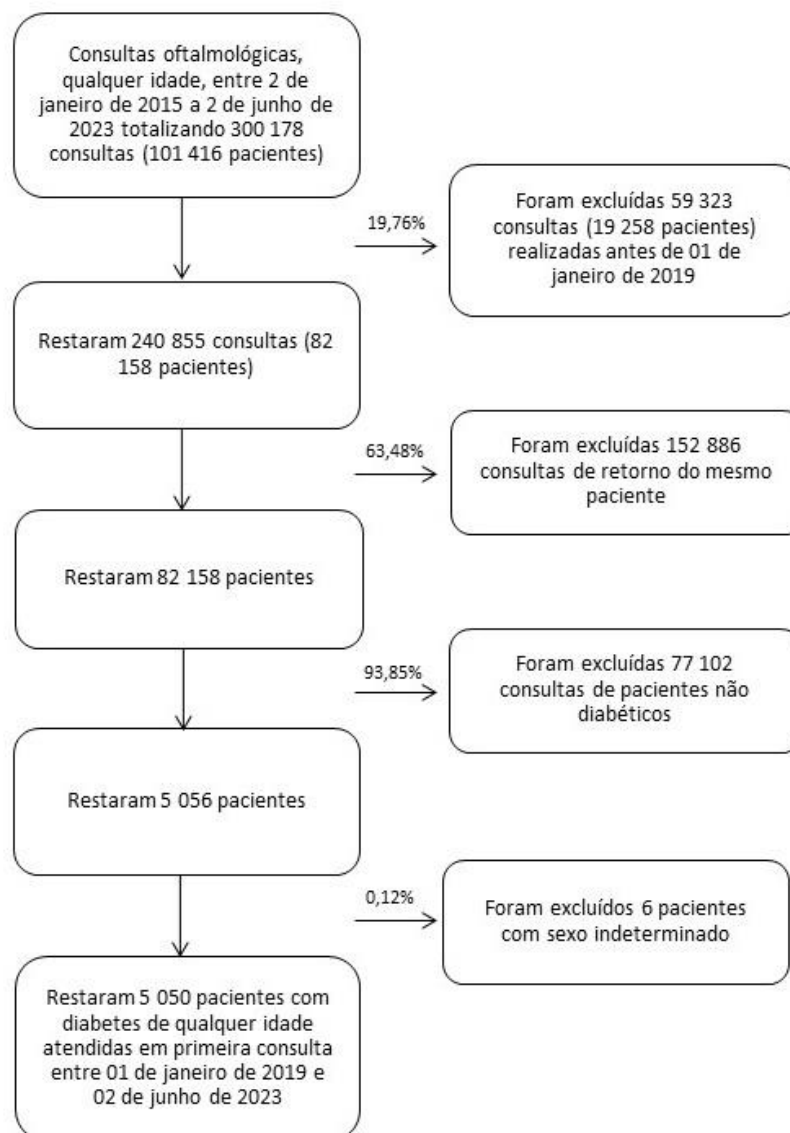 Consultas oftalmológicas,
qualquer idade, entre 2 de
janeiro de 2015 a 2 de junho de
2023 totalizando 300 178
consultas (101 416 pacientes)
19,76%
Foram excluídas 59 323
consultas (19 258 pacientes)
realizadas antes de 01 de
janeiro de 2019
Restaram 240 855 consultas (82
158 pacientes)
63,48%
Foram excluídas 152 886
consultas de retorno do mesmo
paciente
Restaram 82 158 pacientes
93,85%
Foram excluídas 77 102
consultas de pacientes não
diabéticos
Restaram 5 056 pacientes
0,12%
Foram excluídos 6 pacientes
com sexo indeterminado
Restaram 5 050 pacientes com
diabetes de qualquer idade
atendidas em primeira consulta
entre 01 de janeiro de 2019 e
02 de junho de 2023